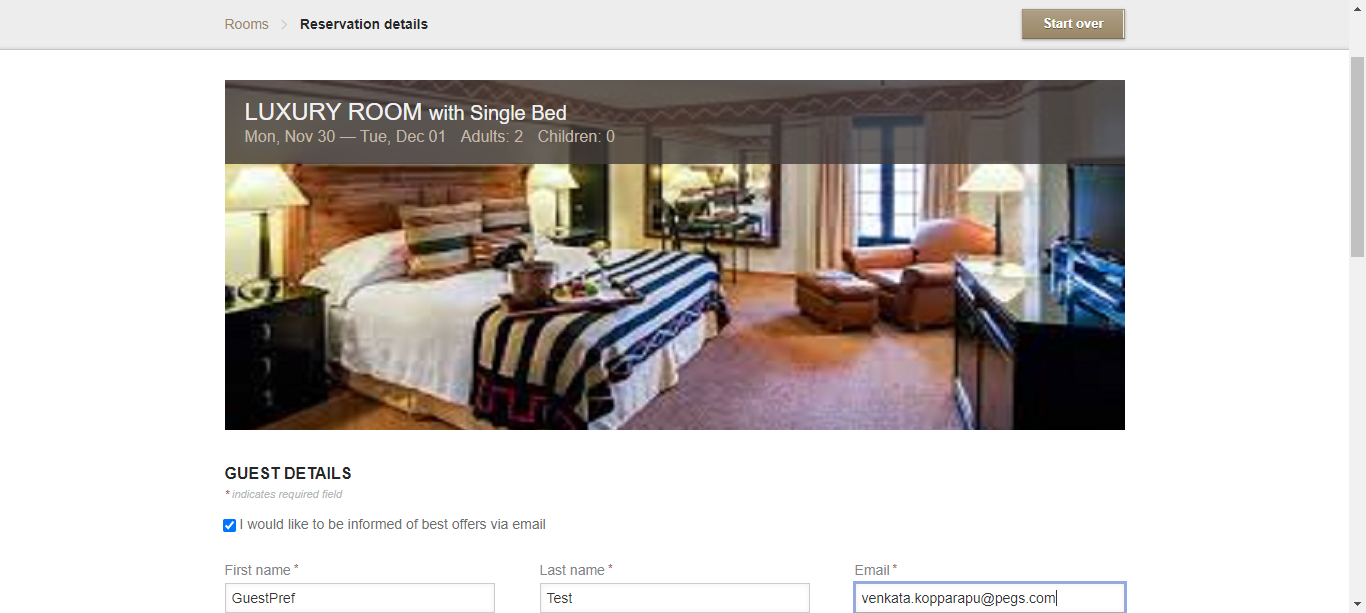 Rooms > Reservation details
Start over
LUXURY ROOM with Single Bed
Mon, Nov 30 — Tue, Dec 01 Adults: 2 Children: 0
GUEST DETAILS
* indicates required field
I would like to be informed of best offers via email
First name * Last name * Email *
GuestPref Test venkata.kopparapu@pegs.com